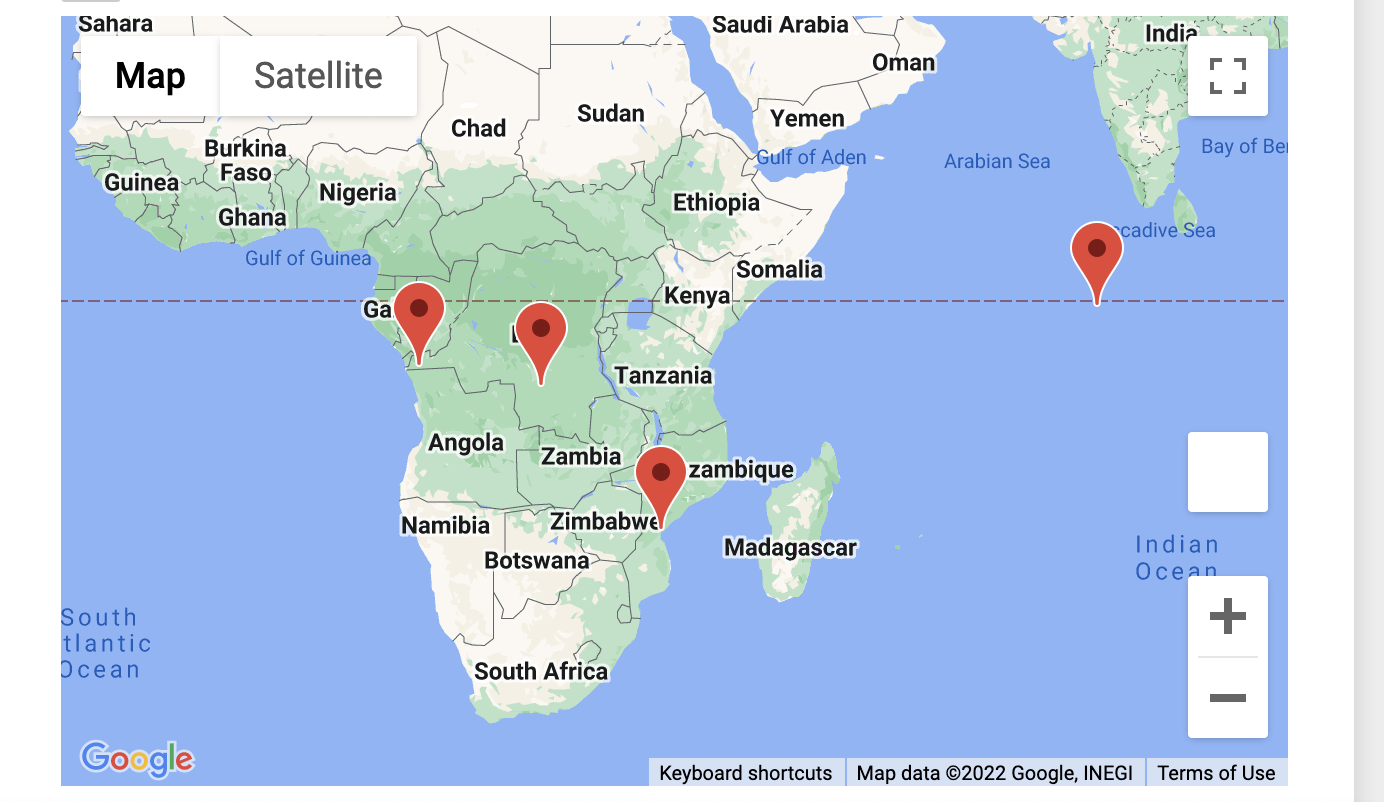 Sahara
Saudi Arabia
India
Map
Satellite
Oman
Sudan
Yemen
Chad
Burkina
Faso
Gulf of Aden
Arabian Sea
Bay of Be
Guinea
Nigeria
Ethiopia
Ghana
Gulf of Guinea
cadive Sea
Somalia
Kenya
Ga
Tanzania
Angola
Zambia
zambique
Namibia
Zimbabwe
Botswana
Madagascar
Indian
Ocean
South
tlantic
Ocean
South Africa
Google
Keyboard shortcuts
Map data ©2022 Google, INEGI
Terms of Use